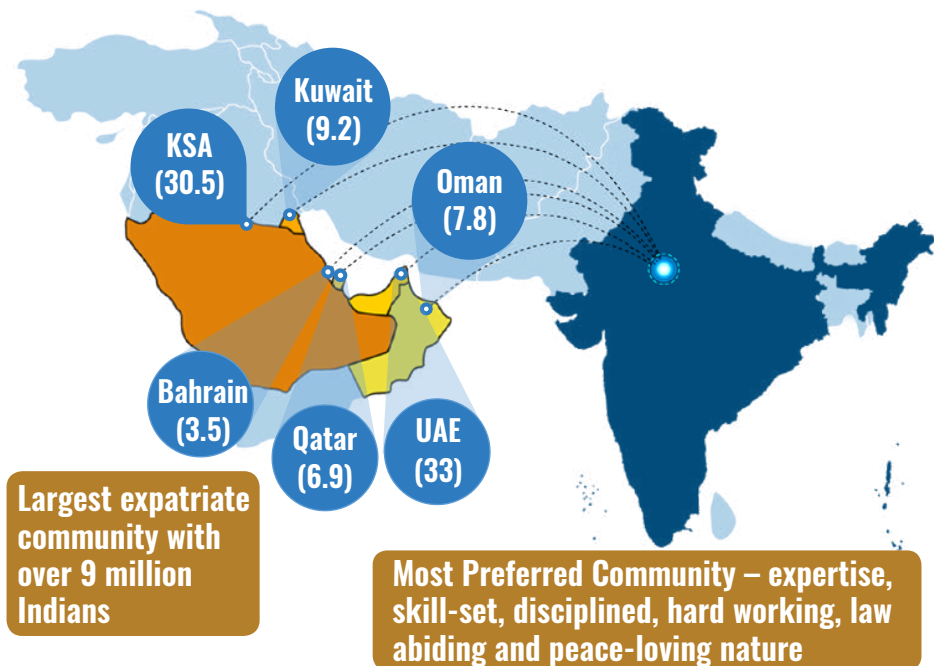 Kuwait
(9.2)
KSA
(30.5)
Oman
(7.8)
Bahrain
(3.5)
Qatar
(6.9)
UAE
(33)
Largest expatriate
community with
over 9 million
Indians
Most Preferred Community – expertise,
skill-set, disciplined, hard working, law
abiding and peace-loving nature